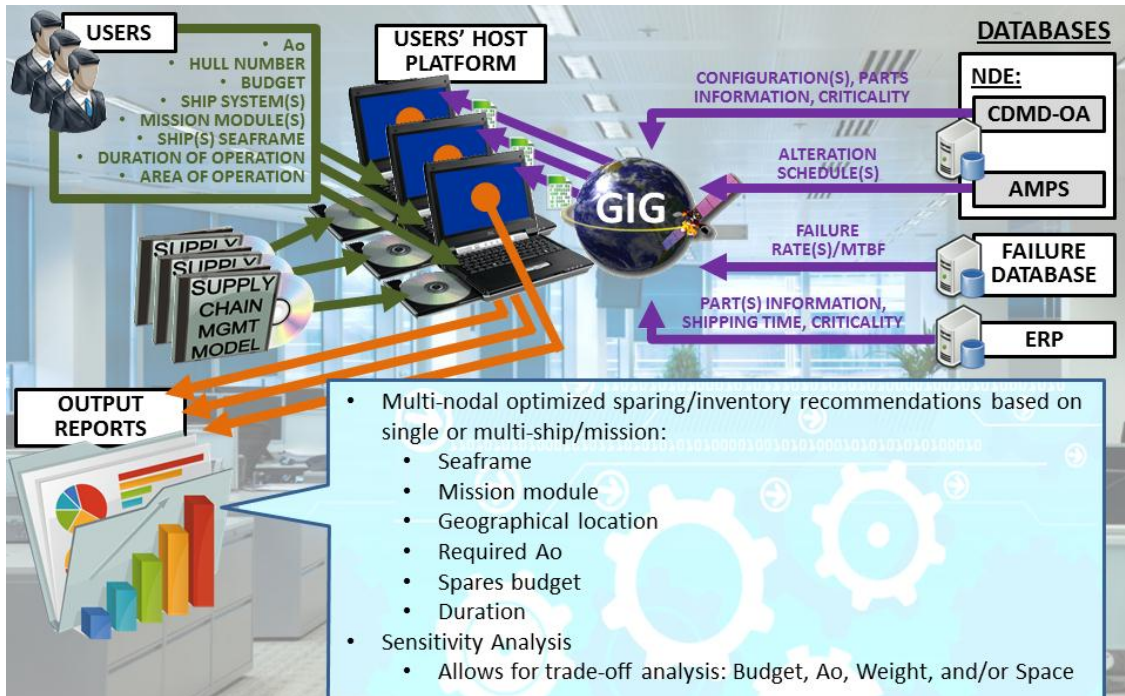 USERS
• Ao
• HULL NUMBER
• BUDGET
• SHIP SYSTEM(S)
• MISSION MODULE(S)
• SHIP(S) SEAFRAME
• DURATION OF OPERATION
• AREA OF OPERATION
USERS' HOST
PLATFORM
DATABASES
NDE:
CDMD-OA
AMPS
CONFIGURATION(S), PARTS
INFORMATION, CRITICALITY
ALTERATION
SCHEDULE(S)
GIG
FAILURE
RATE(S)/MTBF
FAILURE
DATABASE
PART(S) INFORMATION,
SHIPPING TIME, CRITICALITY
ERP
SUPPLY
SUPPLY
SUPPLY
CHAIN
MGMT
MODEL
OUTPUT
REPORTS
• Multi-nodal optimized sparing/inventory recommendations based on
single or multi-ship/mission:
• Seaframe
• Mission module
• Geographical location
• Required Ao
• Spares budget
• Duration
• Sensitivity Analysis
• Allows for trade-off analysis: Budget, Ao, Weight, and/or Space